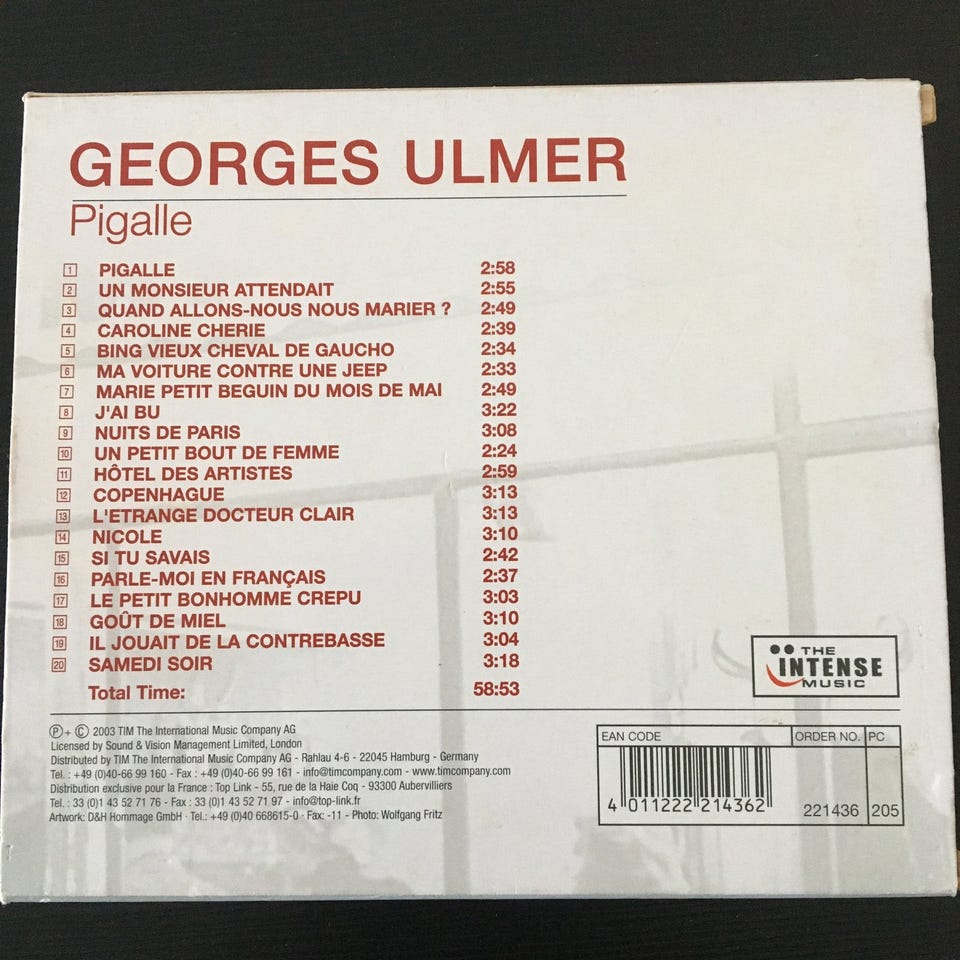 GEORGES ULMER
Pigalle
1 PIGALLE 2:58
2 UN MONSIEUR ATTENDAIT 2:55
3 QUAND ALLONS-NOUS NOUS MARIER ? 2:49
4 CAROLINE CHERIE 2:39
5 BING VIEUX CHEVAL DE GAUCHO 2:34
6 MA VOITURE CONTRE UNE JEEP 2:33
7 MARIE PETIT BEGUIN DU MOIS DE MAI 2:49
8 J'AI BU 3:22
9 NUITS DE PARIS 3:08
10 UN PETIT BOUT DE FEMME 2:24
11 HÔTEL DES ARTISTES 2:59
12 COPENHAGUE 3:13
13 L'ETRANGE DOCTEUR CLAIR 3:13
14 NICOLE 3:10
15 SI TU SAVAIS 2:42
16 PARLE-MOI EN FRANÇAIS 2:37
17 LE PETIT BONHOMME CREPU 3:03
18 GOÛT DE MIEL 3:10
19 IL JOUAIT DE LA CONTREBASSE 3:04
20 SAMEDI SOIR 3:18
Total Time: 58:53
THE
INTENSE
MUSIC
Ⓟ + © 2003 TIM The International Music Company AG
Licensed by Sound & Vision Management Limited, London
Distributed by TIM The International Music Company AG - Rahlau 4-6 - 22045 Hamburg - Germany
Tel. : +49 (0)40-66 99 160 - Fax : +49 (0)40-66 99 161 - info@timcompany.com - www.timcompany.com
Distribution exclusive pour la France : Top Link - 55, rue de la Haie Coq - 93300 Aubervilliers
Tel. : 33 (0)1 43 52 71 76 - Fax : 33 (0)1 43 52 71 97 - info@top-link.fr
Artwork: D&H Hommage GmbH · Tel.: +49 (0)40 668615-0 · Fax: -11 - Photo: Wolfgang Fritz
EAN CODE ORDER NO. PC
4 011222 214362 221436 205